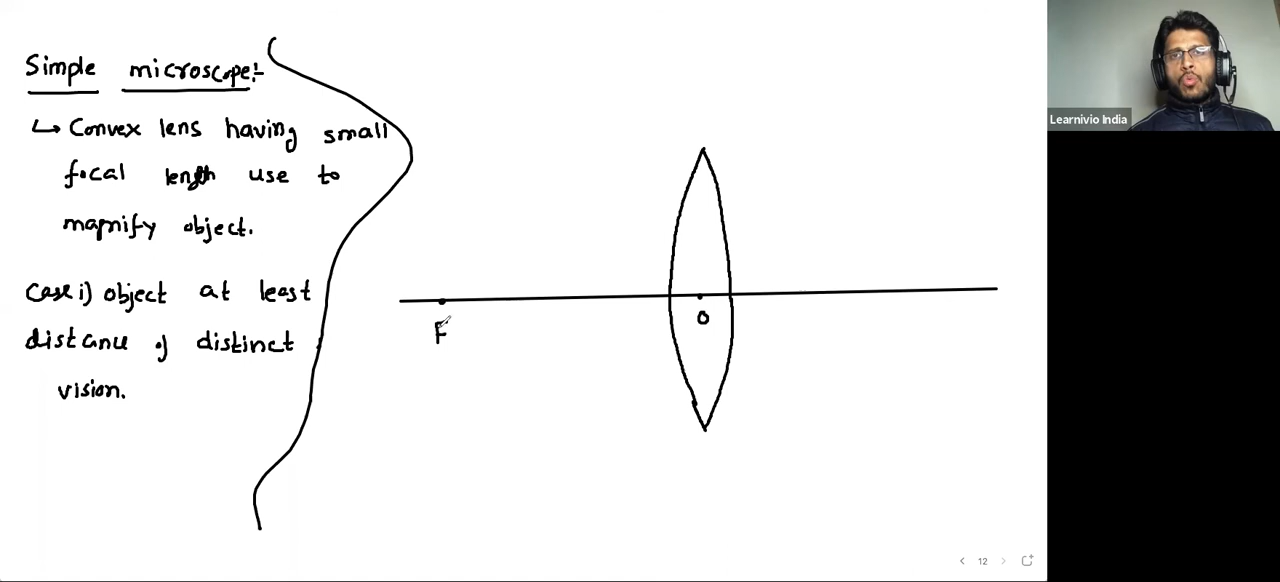 Simple microscope:-
↳ Convex lens having small
focal length use to
magnify object.
Case i) object at least
distance of distinct
vision.
F
O
Learnivio India
12